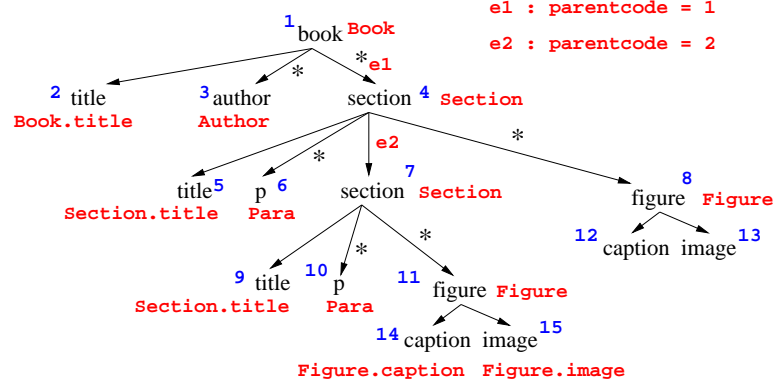 e1 : parentcode = 1
1 book Book
e2 : parentcode = 2
* * e1
2 title 3 author section 4 Section
Book.title Author
* e2 *
7
title 5 p 6 section Section 8
Section.title Para figure Figure
* * 12 caption image 13
9 title 10 p 11 figure Figure
Section.title Para
14 caption image 15
Figure.caption Figure.image